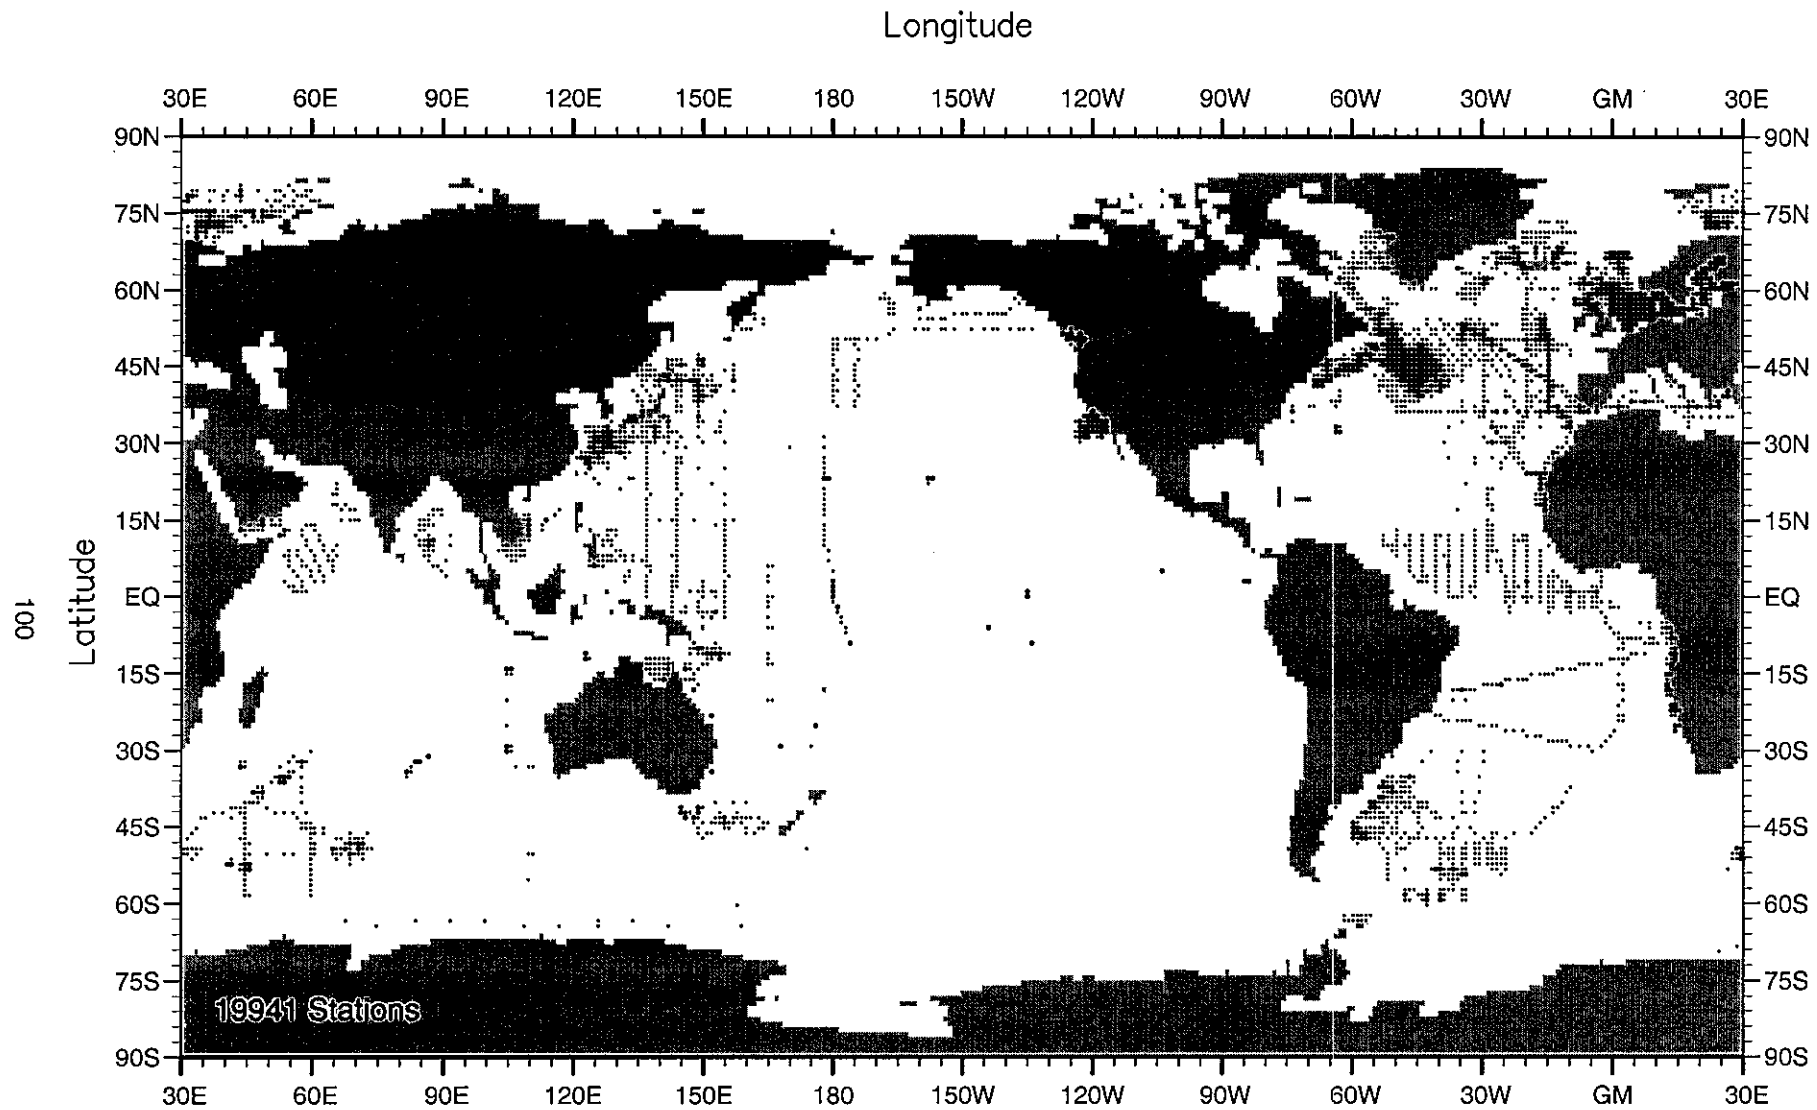 Longitude
30E 60E 90E 120E 150E 180 150W 120W 90W 60W 30W GM 30E
90N 90N
75N 75N
60N 60N
45N 45N
30N 30N
15N 15N
EQ EQ
15S 15S
30S 30S
45S 45S
60S 60S
75S 75S
90S 90S
Latitude
100
19941 Stations
30E 60E 90E 120E 150E 180 150W 120W 90W 60W 30W GM 30E